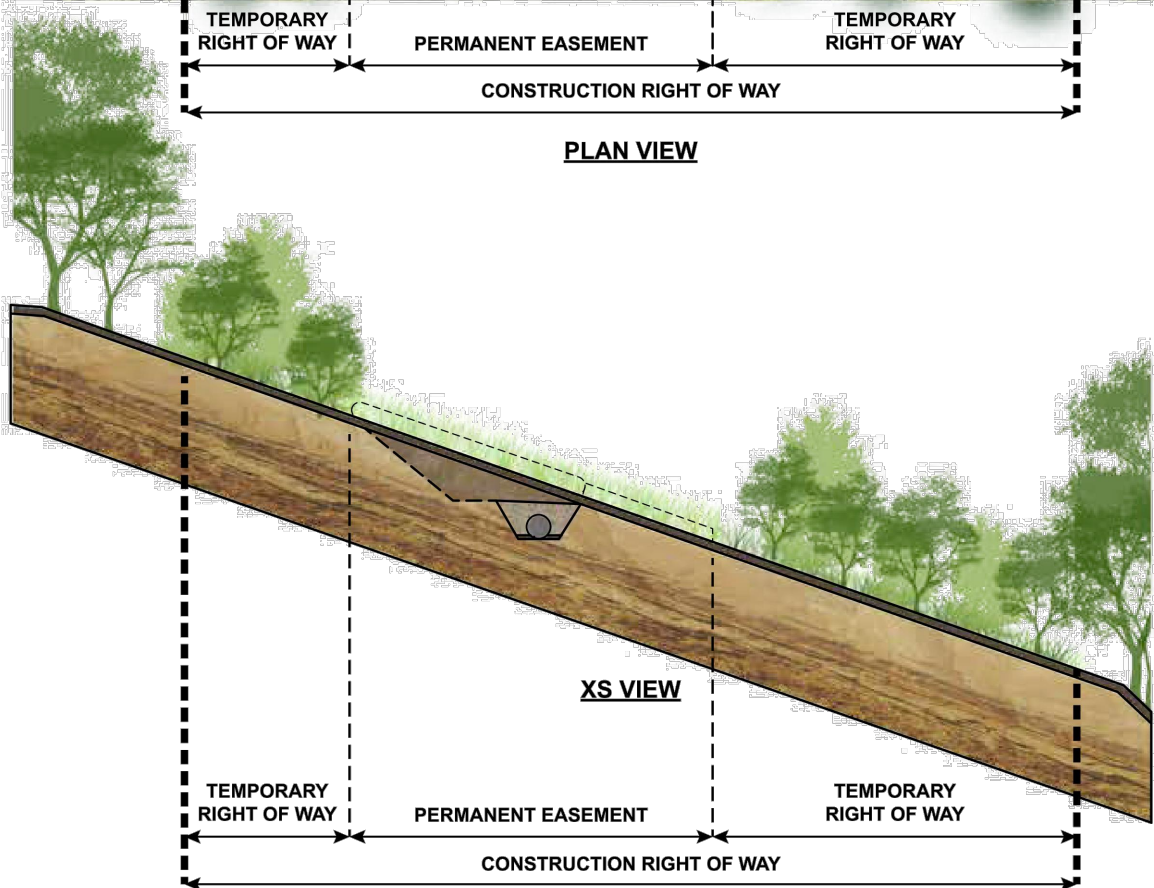 TEMPORARY
RIGHT OF WAY
PERMANENT EASEMENT
TEMPORARY
RIGHT OF WAY
CONSTRUCTION RIGHT OF WAY
PLAN VIEW
XS VIEW
TEMPORARY
RIGHT OF WAY
PERMANENT EASEMENT
TEMPORARY
RIGHT OF WAY
CONSTRUCTION RIGHT OF WAY